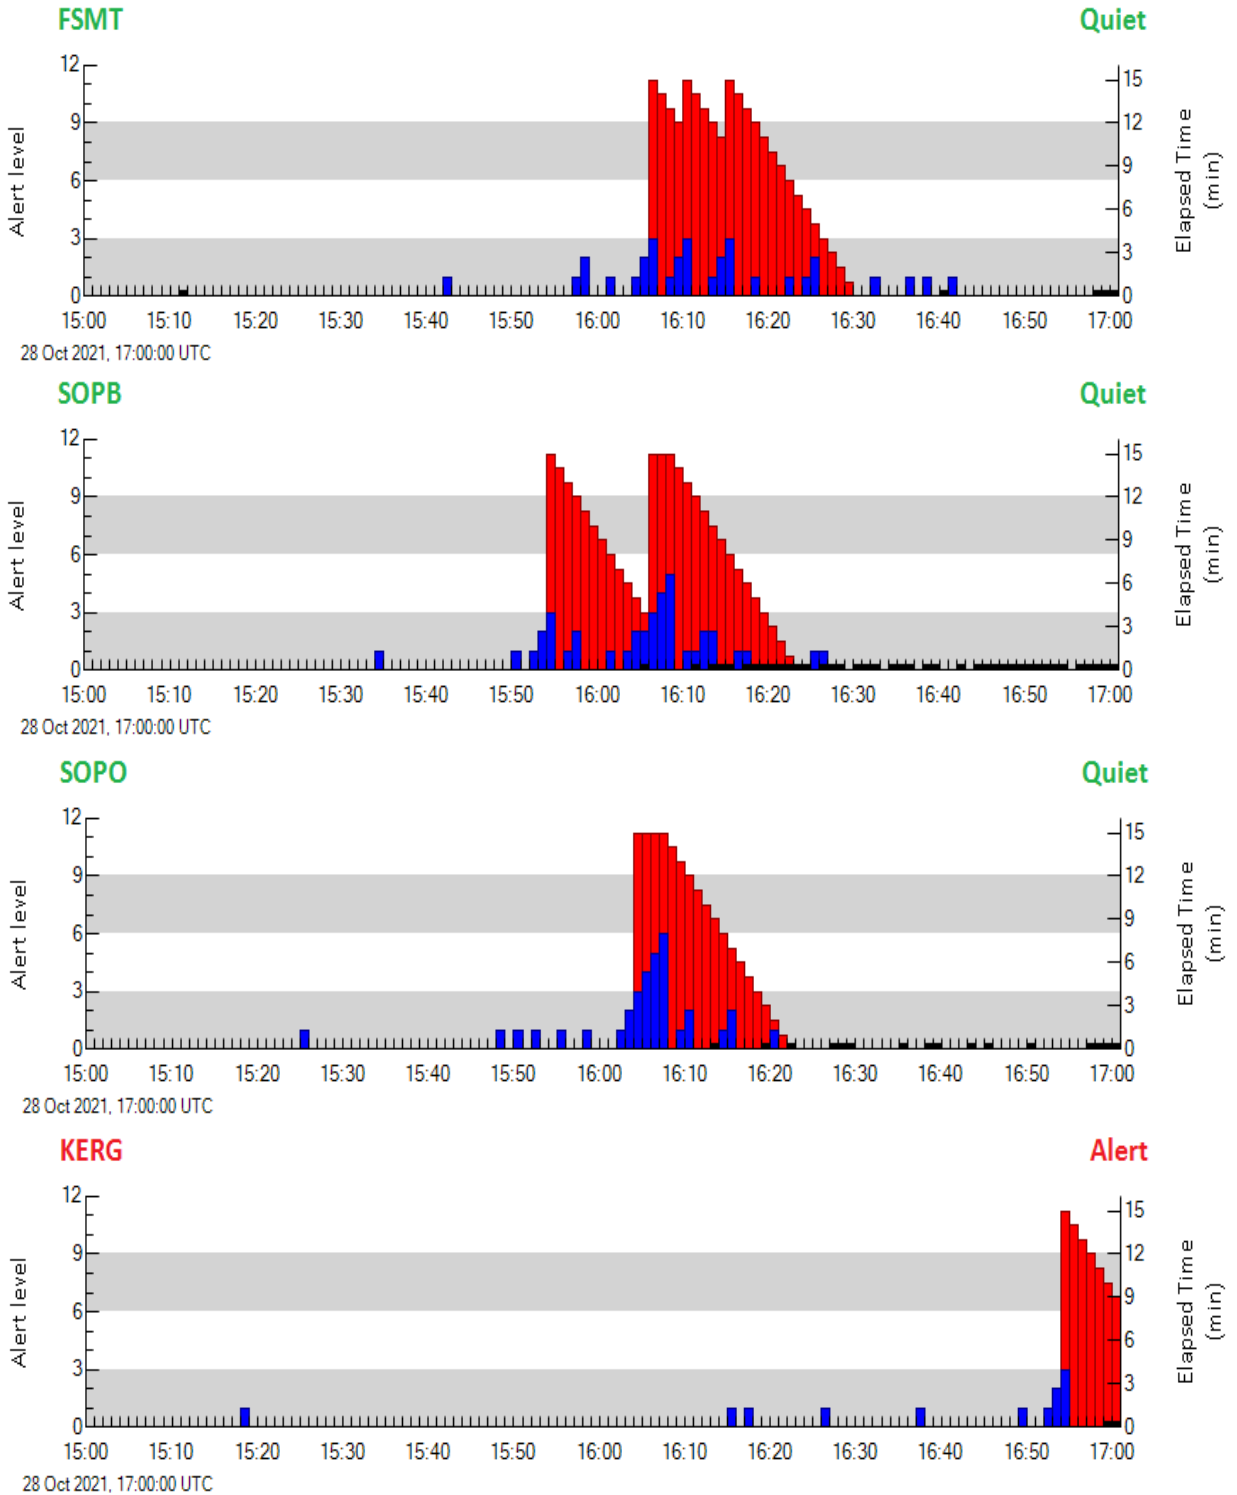 FSMT Quiet
12 15
9 12
6 9
3 6
0 3
0
Alert level
Elapsed Time
(min)
15:00 15:10 15:20 15:30 15:40 15:50 16:00 16:10 16:20 16:30 16:40 16:50 17:00
28 Oct 2021, 17:00:00 UTC
SOPB Quiet
12 15
9 12
6 9
3 6
0 3
0
Alert level
Elapsed Time
(min)
15:00 15:10 15:20 15:30 15:40 15:50 16:00 16:10 16:20 16:30 16:40 16:50 17:00
28 Oct 2021, 17:00:00 UTC
SOPO Quiet
12 15
9 12
6 9
3 6
0 3
0
Alert level
Elapsed Time
(min)
15:00 15:10 15:20 15:30 15:40 15:50 16:00 16:10 16:20 16:30 16:40 16:50 17:00
28 Oct 2021, 17:00:00 UTC
KERG Alert
12 15
9 12
6 9
3 6
0 3
0
Alert level
Elapsed Time
(min)
15:00 15:10 15:20 15:30 15:40 15:50 16:00 16:10 16:20 16:30 16:40 16:50 17:00
28 Oct 2021, 17:00:00 UTC